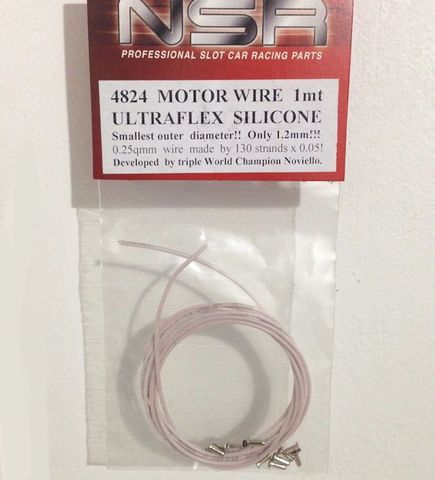 NSR
PROFESSIONAL SLOT CAR RACING PARTS
4824 MOTOR WIRE 1mt
ULTRAFLEX SILICONE
Smallest outer diameter!! Only 1.2mm!!!
0.25qmm wire made by 130 strands x 0.05!
Developed by triple World Champion Noviello.